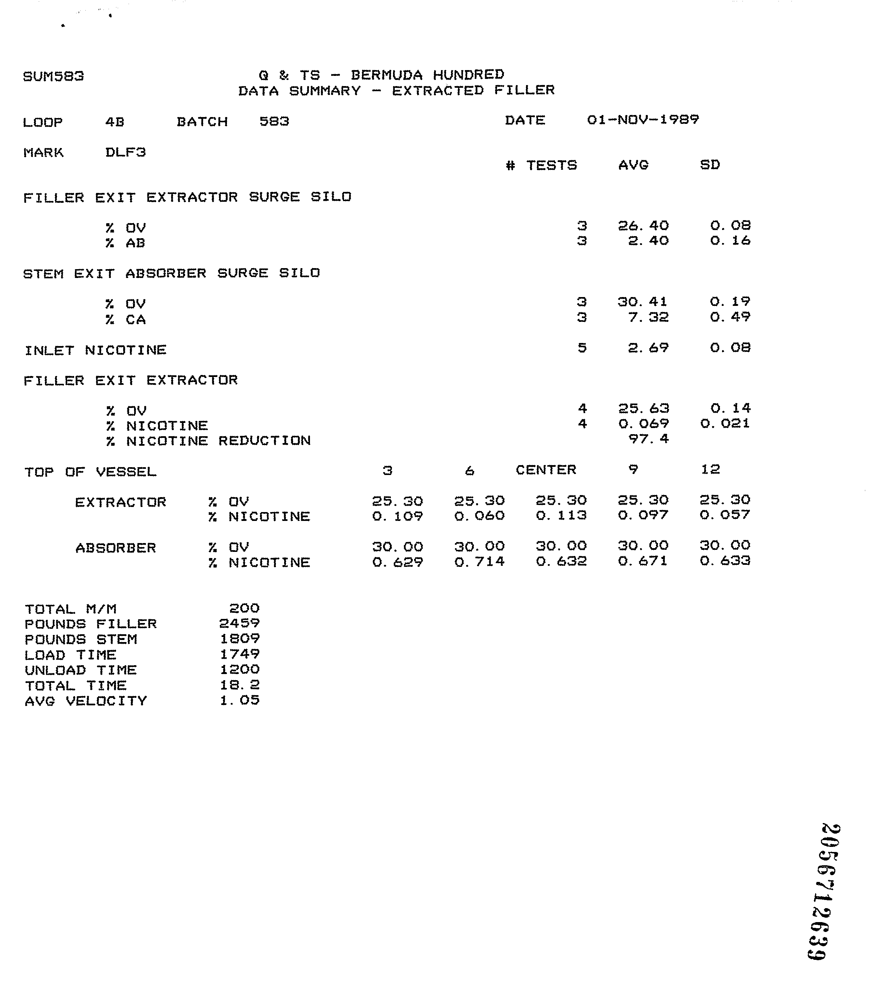 SUM583 Q & TS - BERMUDA HUNDRED
DATA SUMMARY - EXTRACTED FILLER
LOOP 4B BATCH 583 DATE 01-NOV-1989
MARK DLF3
# TESTS AVG SD
FILLER EXIT EXTRACTOR SURGE SILO
% OV 3 26.40 0.08
% AB 3 2.40 0.16
STEM EXIT ABSORBER SURGE SILO
% OV 3 30.41 0.19
% CA 3 7.32 0.49
INLET NICOTINE 5 2.69 0.08
FILLER EXIT EXTRACTOR
% OV 4 25.63 0.14
% NICOTINE 4 0.069 0.021
% NICOTINE REDUCTION 97.4
TOP OF VESSEL 3 6 CENTER 9 12
EXTRACTOR % OV 25.30 25.30 25.30 25.30 25.30
% NICOTINE 0.109 0.060 0.113 0.097 0.057
ABSORBER % OV 30.00 30.00 30.00 30.00 30.00
% NICOTINE 0.629 0.714 0.632 0.671 0.633
TOTAL M/M 200
POUNDS FILLER 2459
POUNDS STEM 1809
LOAD TIME 1749
UNLOAD TIME 1200
TOTAL TIME 18.2
AVG VELOCITY 1.05
2056712639